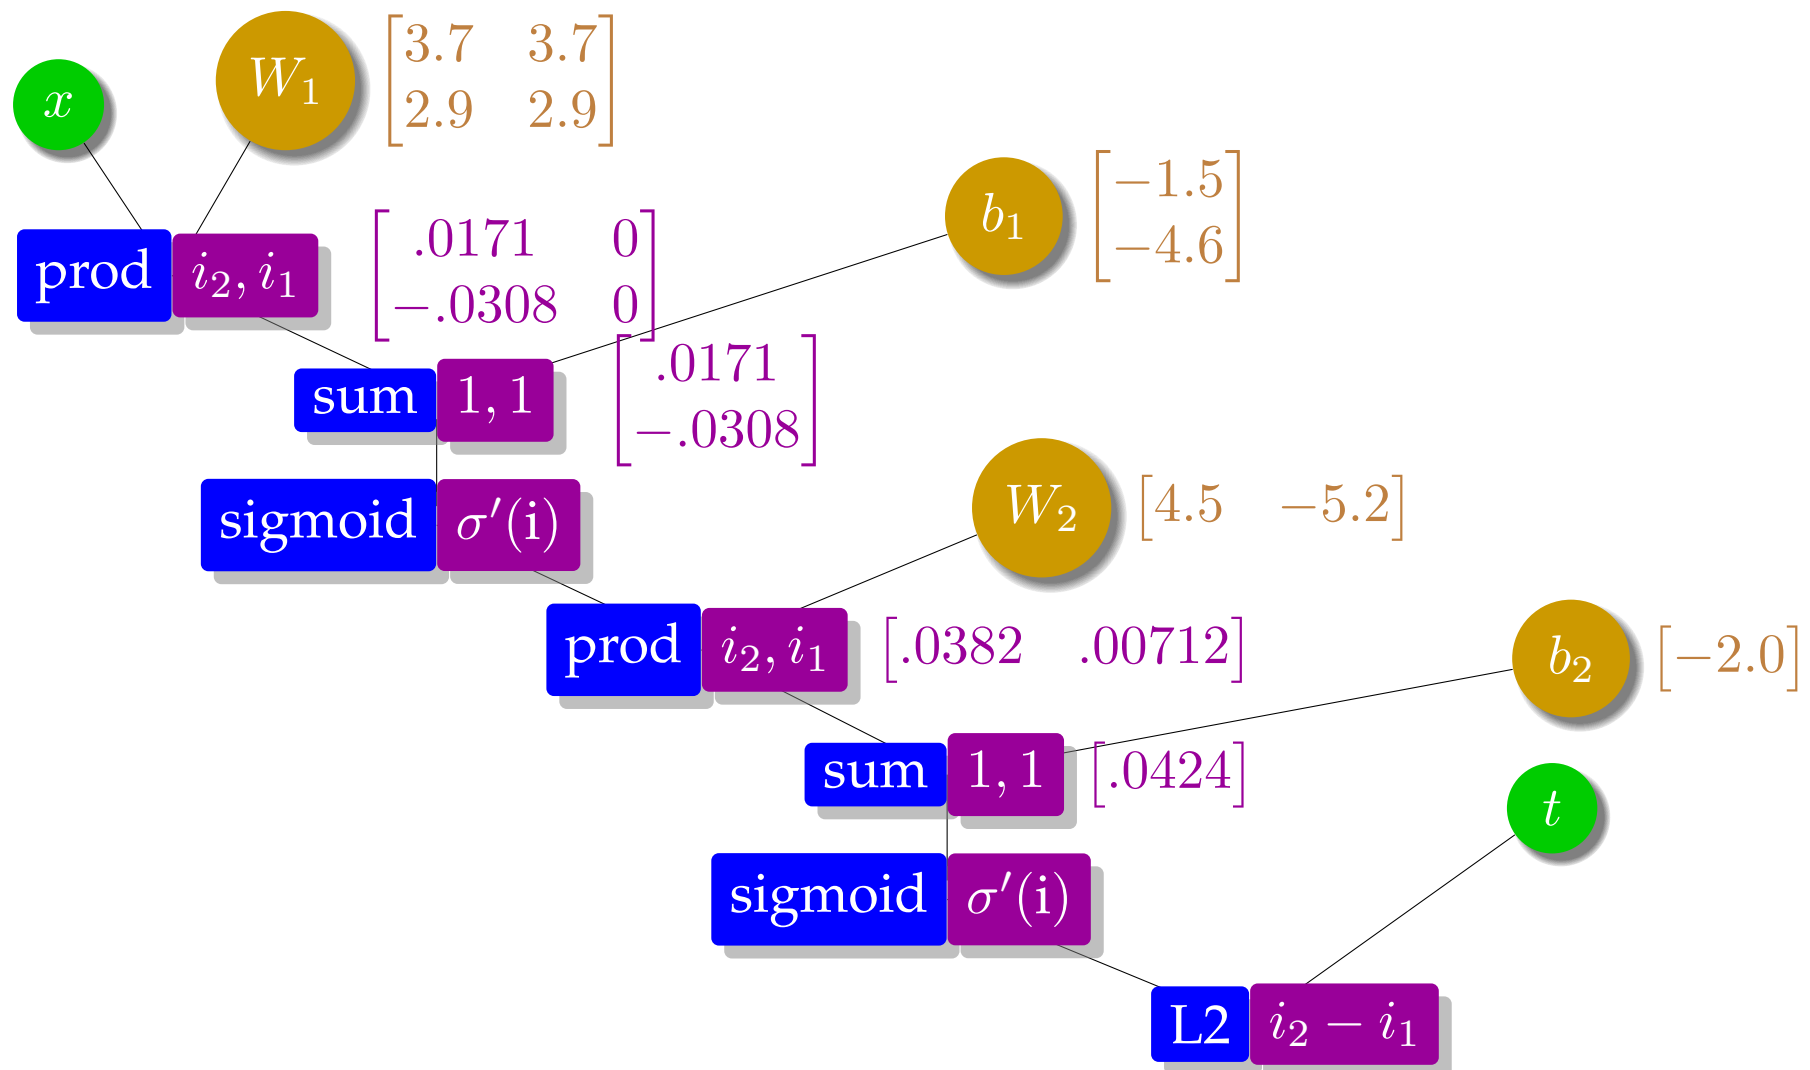 x
W₁
3.7 3.7
2.9 2.9
prod i₂, i₁
.0171 0
−.0308 0
b₁
−1.5
−4.6
sum 1, 1
.0171
−.0308
sigmoid σ′(i)
W₂
[4.5 −5.2]
prod i₂, i₁
[.0382 .00712]
b₂
[−2.0]
sum 1, 1
[.0424]
t
sigmoid σ′(i)
L2 i₂ − i₁